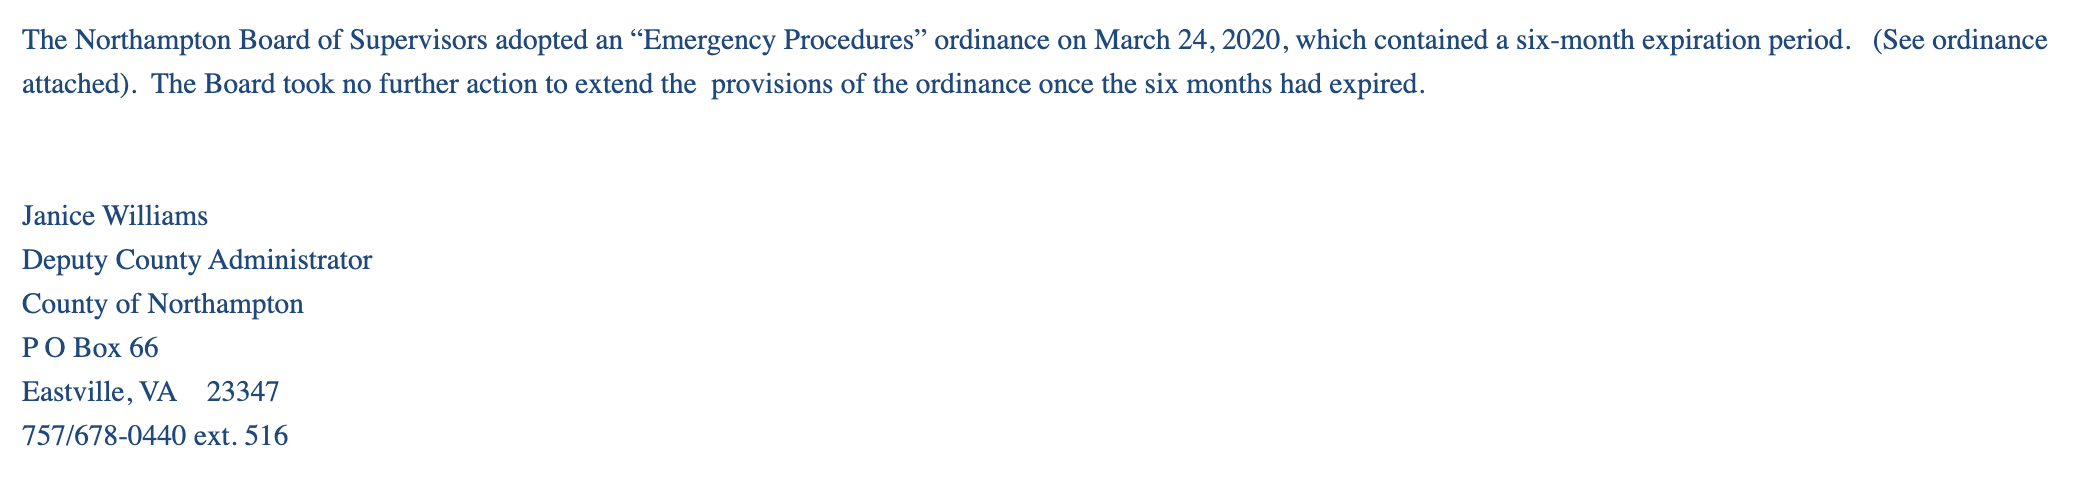 The Northampton Board of Supervisors adopted an “Emergency Procedures” ordinance on March 24, 2020, which contained a six-month expiration period.   (See ordinance
attached).  The Board took no further action to extend the  provisions of the ordinance once the six months had expired.
Janice Williams
Deputy County Administrator
County of Northampton
P O Box 66
Eastville, VA    23347
757/678-0440 ext. 516